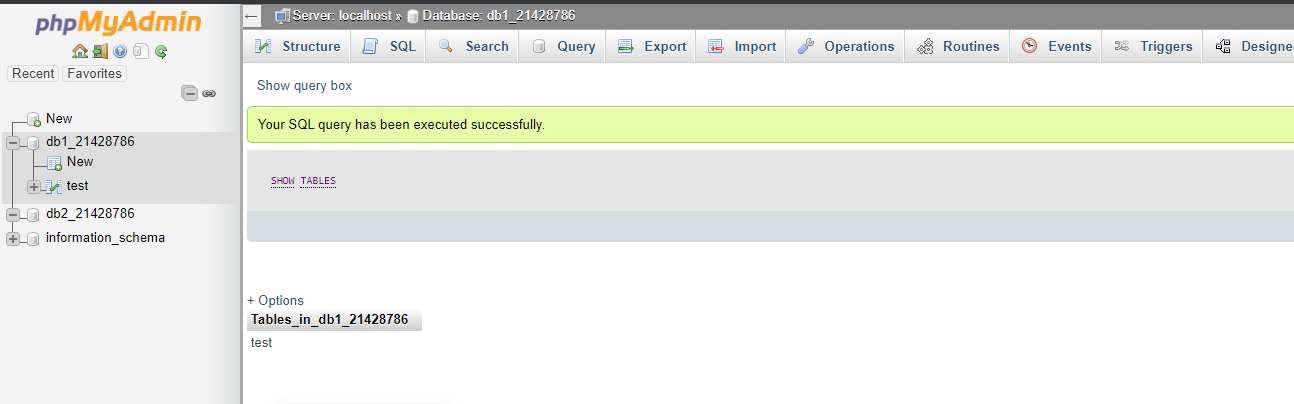 phpMyAdmin
Recent Favorites
New
db1_21428786
New
test
db2_21428786
information_schema
Server: localhost » Database: db1_21428786
Structure SQL Search Query Export Import Operations Routines Events Triggers Designe
Show query box
Your SQL query has been executed successfully.
SHOW TABLES
+ Options
Tables_in_db1_21428786
test